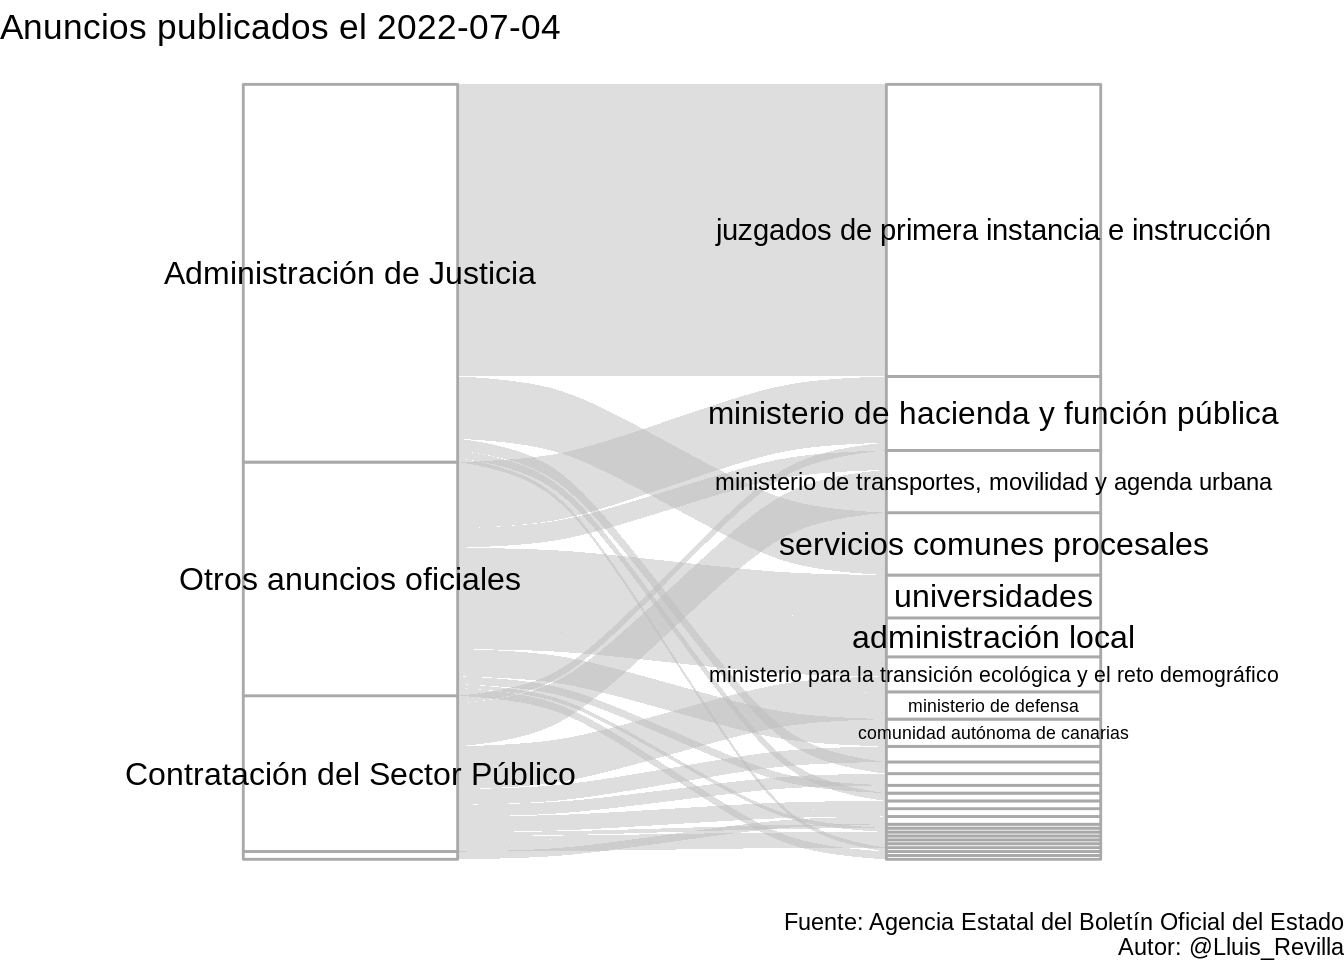 Anuncios publicados el 2022-07-04
Administración de Justicia
Otros anuncios oficiales
Contratación del Sector Público
juzgados de primera instancia e instrucción
ministerio de hacienda y función pública
ministerio de transportes, movilidad y agenda urbana
servicios comunes procesales
universidades
administración local
ministerio para la transición ecológica y el reto demográfico
ministerio de defensa
comunidad autónoma de canarias
Fuente: Agencia Estatal del Boletín Oficial del Estado
Autor: @Lluis_Revilla